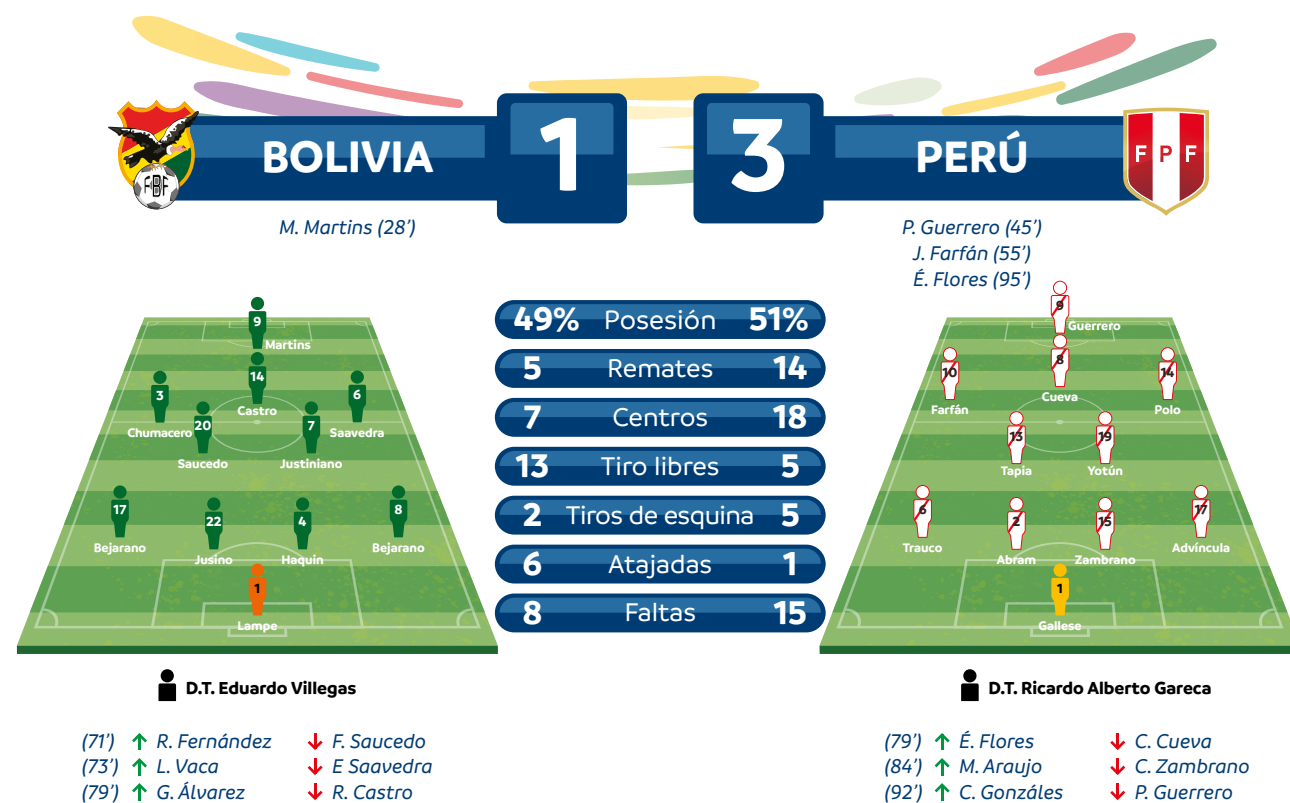 BOLIVIA
1
3
PERÚ
FBF
F P F
M. Martins (28’)
P. Guerrero (45’)
J. Farfán (55’)
É. Flores (95’)
9
Martins
14
Castro
3
Chumacero
6
Saavedra
20
Saucedo
7
Justiniano
17
Bejarano
22
Jusino
4
Haquin
8
Bejarano
1
Lampe
49% Posesión 51%
5 Remates 14
7 Centros 18
13 Tiro libres 5
2 Tiros de esquina 5
6 Atajadas 1
8 Faltas 15
9
Guerrero
8
Cueva
10
Farfán
14
Polo
13
Tapia
19
Yotún
6
Trauco
2
Abram
15
Zambrano
17
Advíncula
1
Gallese
D.T. Eduardo Villegas
(71’) ↑ R. Fernández ↓ F. Saucedo
(73’) ↑ L. Vaca ↓ E Saavedra
(79’) ↑ G. Álvarez ↓ R. Castro
D.T. Ricardo Alberto Gareca
(79’) ↑ É. Flores ↓ C. Cueva
(84’) ↑ M. Araujo ↓ C. Zambrano
(92’) ↑ C. Gonzáles ↓ P. Guerrero